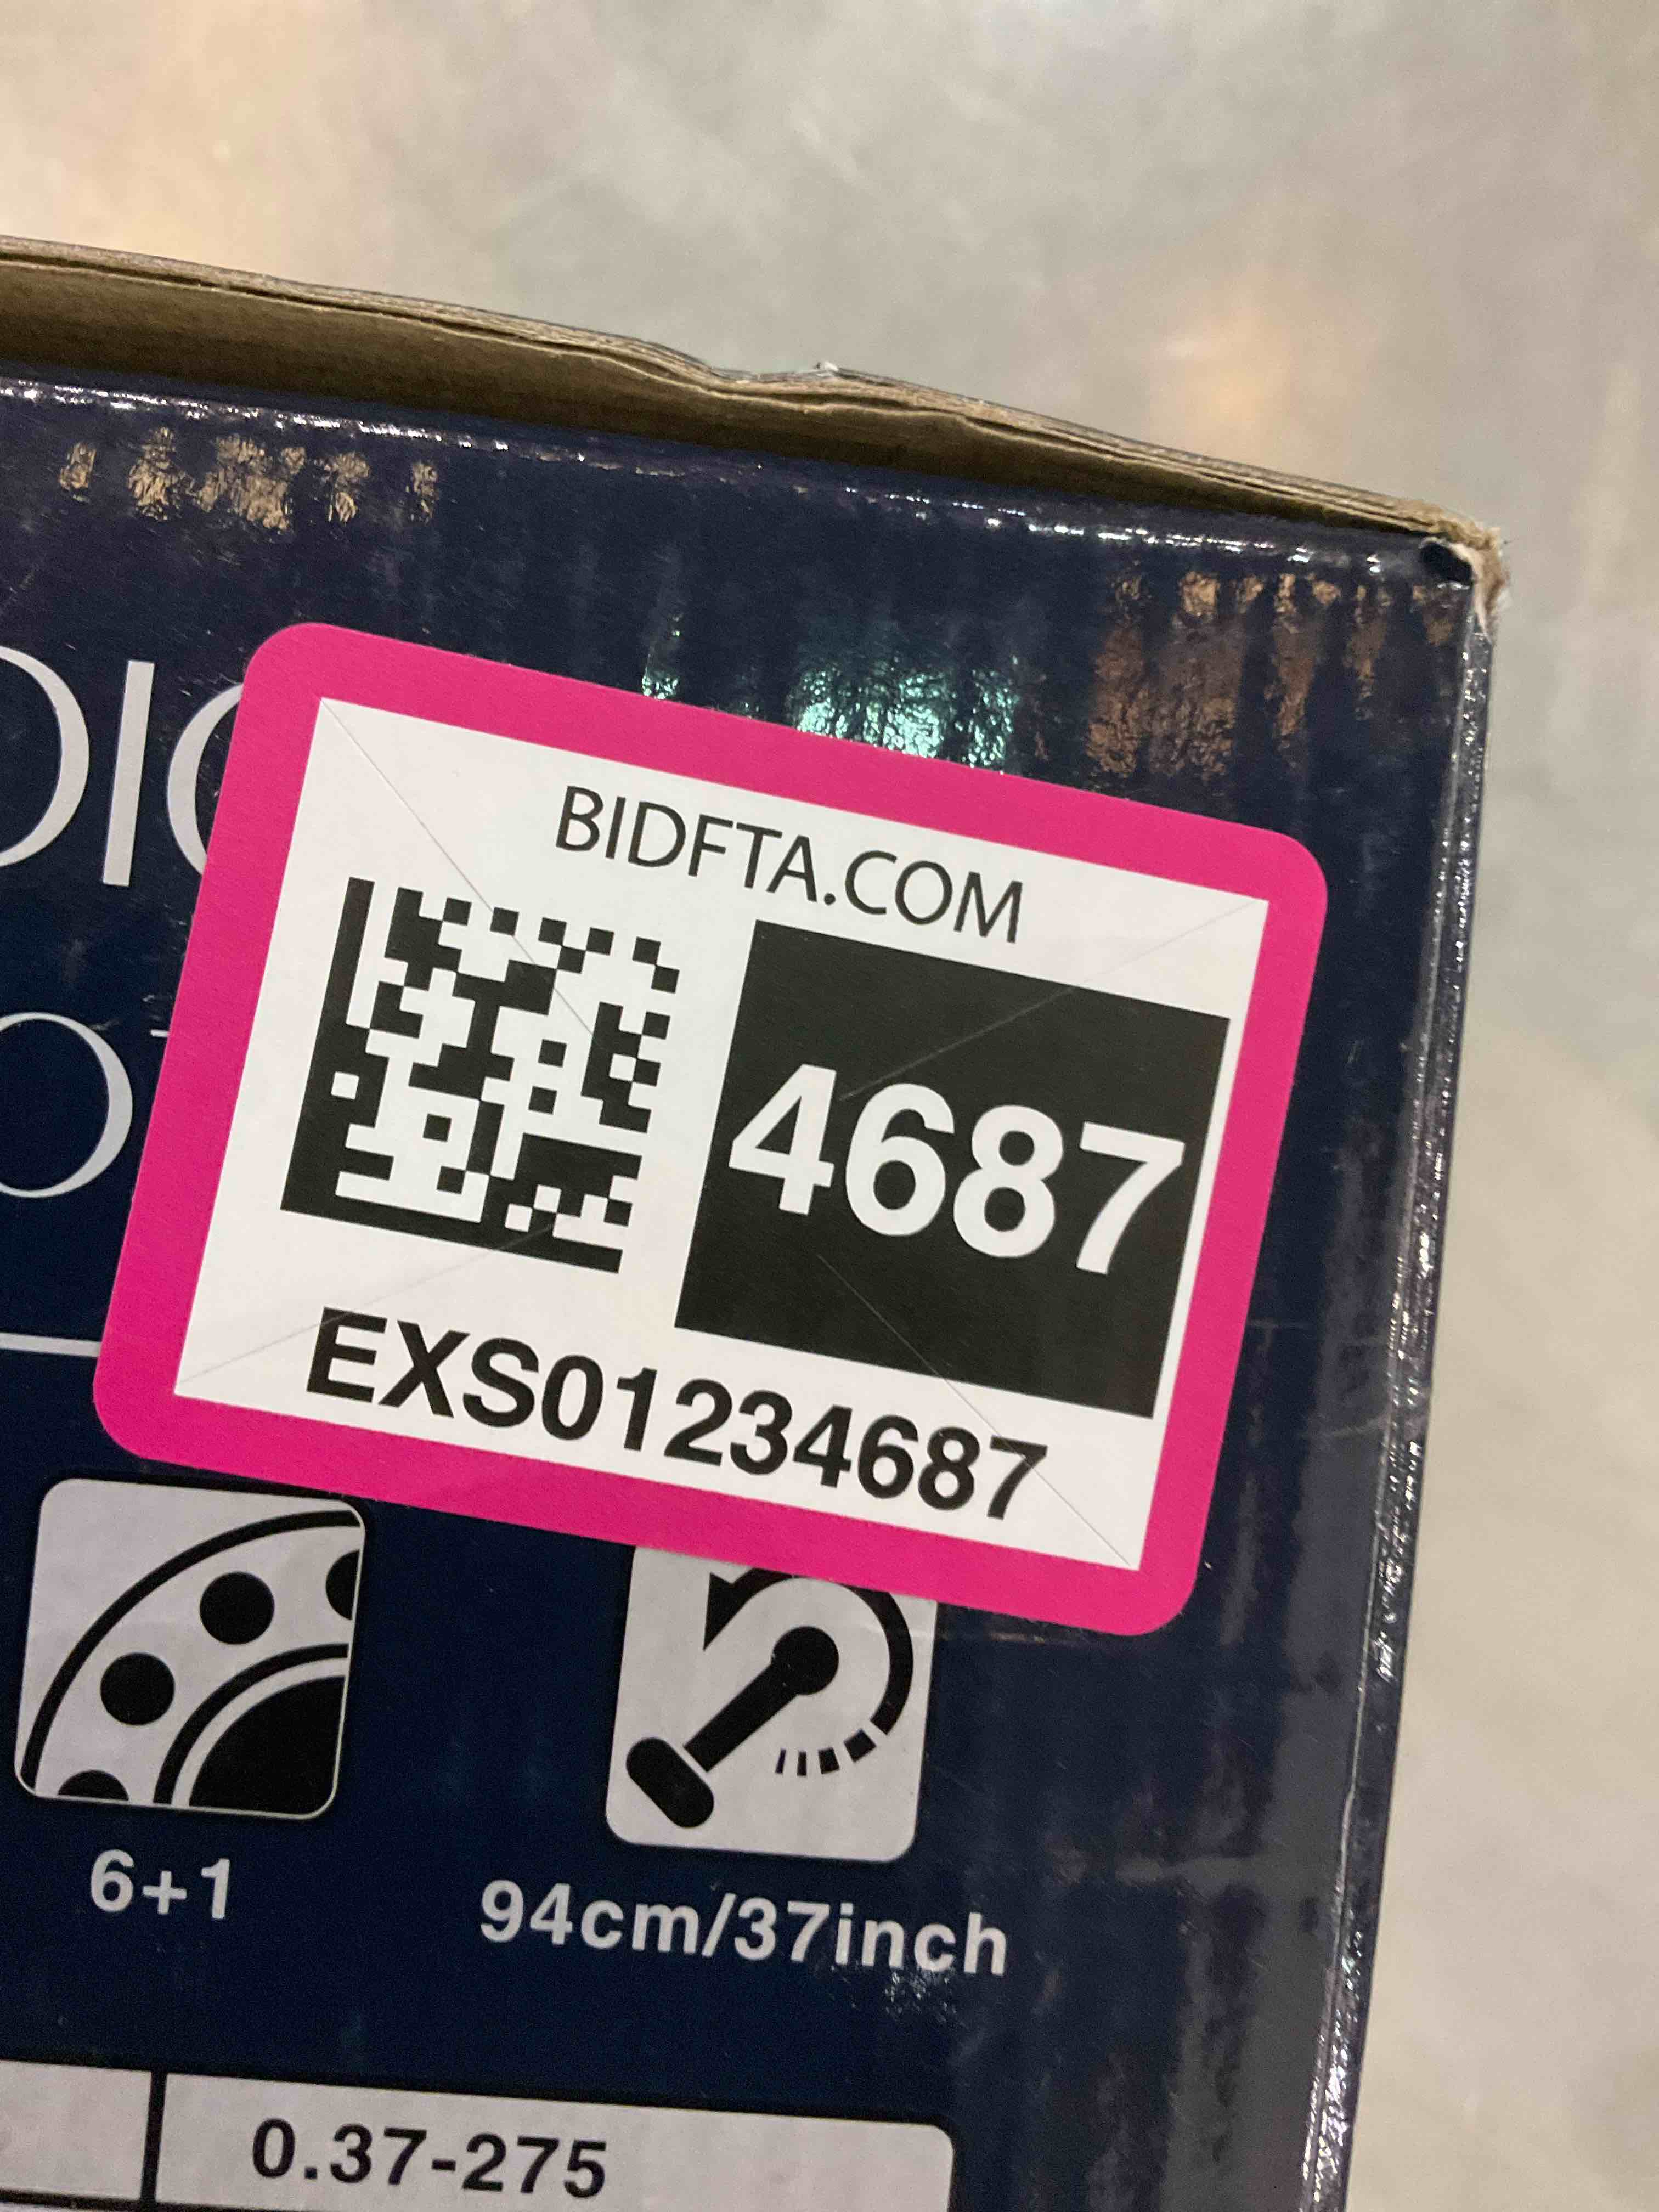 BIDFTA.COM
4687
EXS01234687
6+1
94cm/37inch
0.37-275